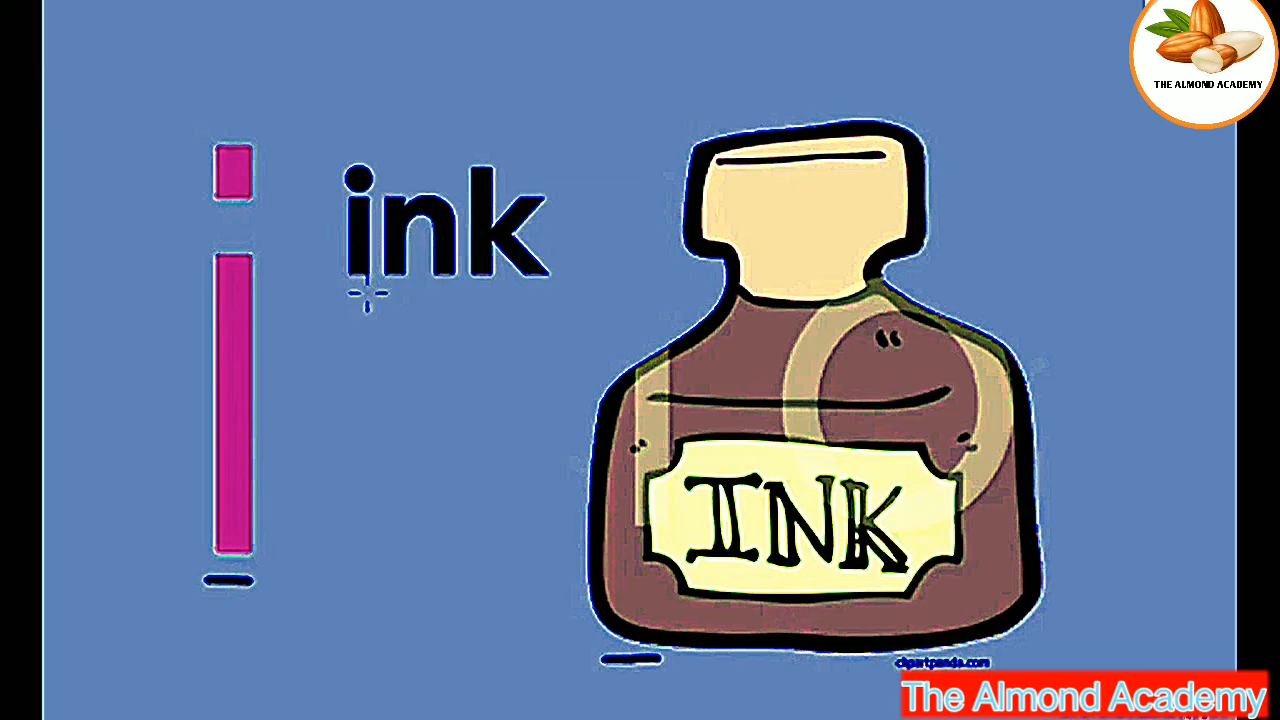 THE ALMOND ACADEMY
i
ink
INK
clipartpanda.com
The Almond Academy